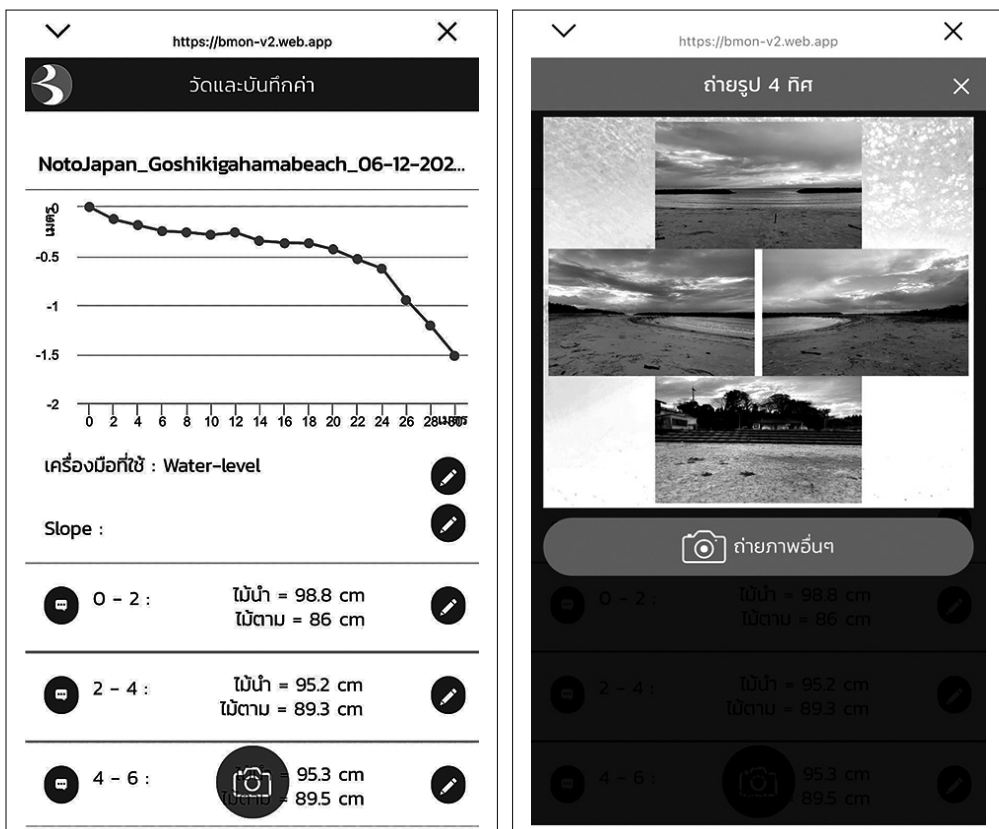 https://bmon-v2.web.app
วัดและบันทึกค่า
NotoJapan_Goshikigahamabeach_06-12-202...
เมตร
0
-0.5
-1
-1.5
-2
0 2 4 6 8 10 12 14 16 18 20 22 24 26 28 30
เครื่องมือที่ใช้ : Water-level
Slope :
0 - 2 : ไม้นำ = 98.8 cm
ไม้ตาม = 86 cm
2 - 4 : ไม้นำ = 95.2 cm
ไม้ตาม = 89.3 cm
4 - 6 : = 95.3 cm
ไม้ตาม = 89.5 cm
https://bmon-v2.web.app
ถ่ายรูป 4 ทิศ
ถ่ายภาพอื่นๆ
0 - 2 : ไม้นำ = 98.8 cm
ไม้ตาม = 86 cm
2 - 4 : ไม้นำ = 95.2 cm
ไม้ตาม = 89.3 cm
4 - 6 : 95.3 cm
89.5 cm